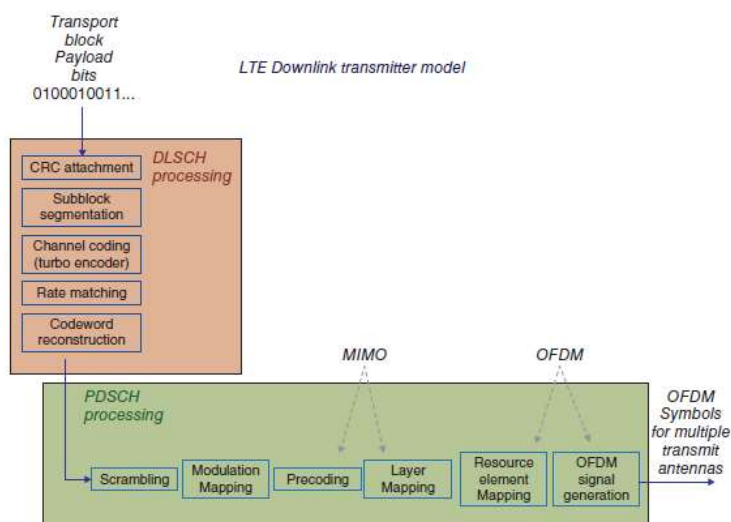 Transport
block
Payload
bits
0100010011...
LTE Downlink transmitter model
DLSCH
processing
CRC attachment
Subblock
segmentation
Channel coding
(turbo encoder)
Rate matching
Codeword
reconstruction
MIMO
OFDM
PDSCH
processing
OFDM
Symbols
for multiple
transmit
antennas
Scrambling
Modulation
Mapping
Precoding
Layer
Mapping
Resource
element
Mapping
OFDM
signal
generation